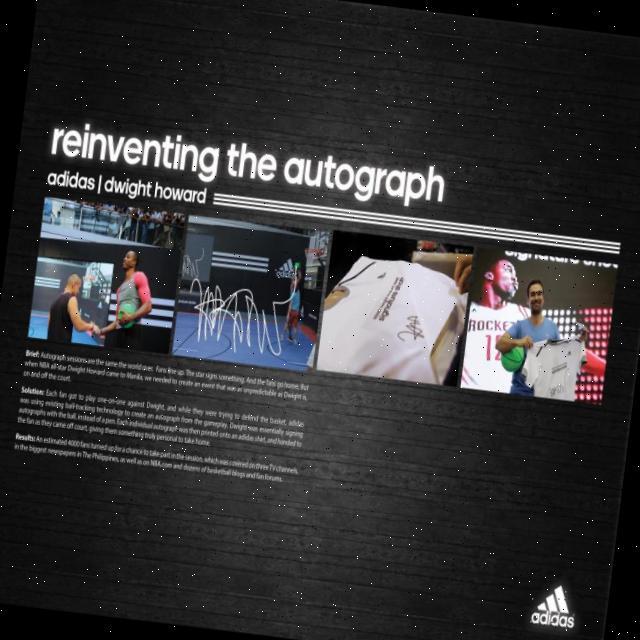 reinventing the autograph
adidas | dwight howard
signature
ROCKE
12
Brief: Autograph sessions are the same the world over. Fans line up. The star signs something. And the fans go home. But
when NBA all-star Dwight Howard came to Manila, we needed to create an event that was as unpredictable as Dwight is,
on and off the court.
Solution: Each fan got to play one-on-one against Dwight, and while they were trying to defend the basket,
was using ball tracking technology to create an autograph from the gameplay. Dwight was essentially signing
autographs with the ball, instead of a pen. Each individual autograph was then printed onto an adidas shirt, and handed to
the fan as they came off court, giving them something truly personal to take home.
Results: An estimated 4000 fans turned up for a chance to take part in the event, which was covered on three TV channels,
in the biggest newspapers in The Philippines, as well as on NBA.com and dozens of basketball blogs and fan forums.
adidas